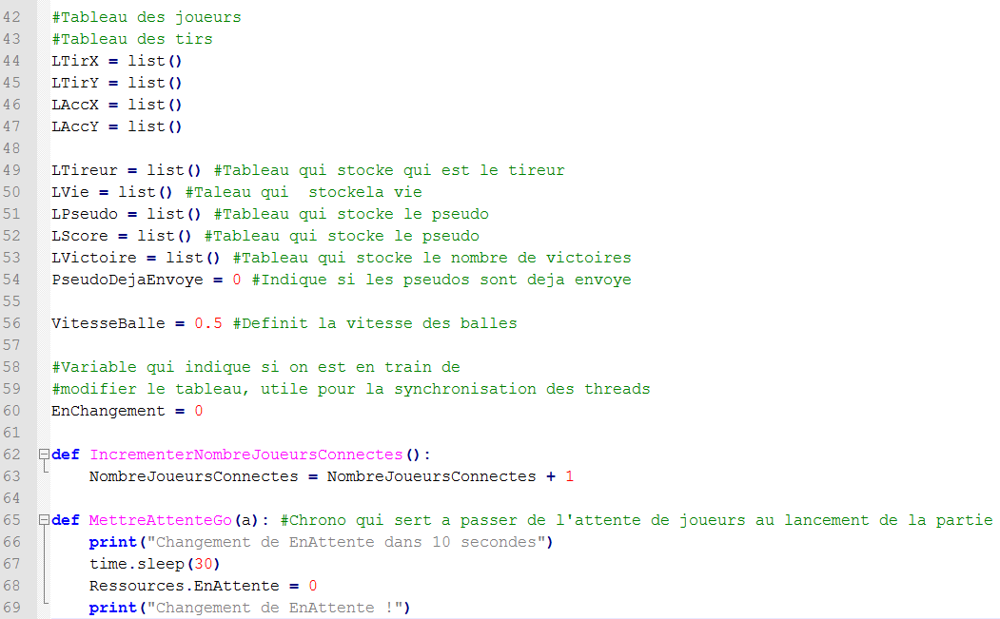 42 #Tableau des joueurs
43 #Tableau des tirs
44 LTirX = list()
45 LTirY = list()
46 LAccX = list()
47 LAccY = list()
48
49 LTireur = list() #Tableau qui stocke qui est le tireur
50 LVie = list() #Taleau qui  stockela vie
51 LPseudo = list() #Tableau qui stocke le pseudo
52 LScore = list() #Tableau qui stocke le pseudo
53 LVictoire = list() #Tableau qui stocke le nombre de victoires
54 PseudoDejaEnvoye = 0 #Indique si les pseudos sont deja envoye
55
56 VitesseBalle = 0.5 #Definit la vitesse des balles
57
58 #Variable qui indique si on est en train de
59 #modifier le tableau, utile pour la synchronisation des threads
60 EnChangement = 0
61
62 def IncrementerNombreJoueursConnectes():
63     NombreJoueursConnectes = NombreJoueursConnectes + 1
64
65 def MettreAttenteGo(a): #Chrono qui sert a passer de l'attente de joueurs au lancement de la partie
66     print("Changement de EnAttente dans 10 secondes")
67     time.sleep(30)
68     Ressources.EnAttente = 0
69     print("Changement de EnAttente !")